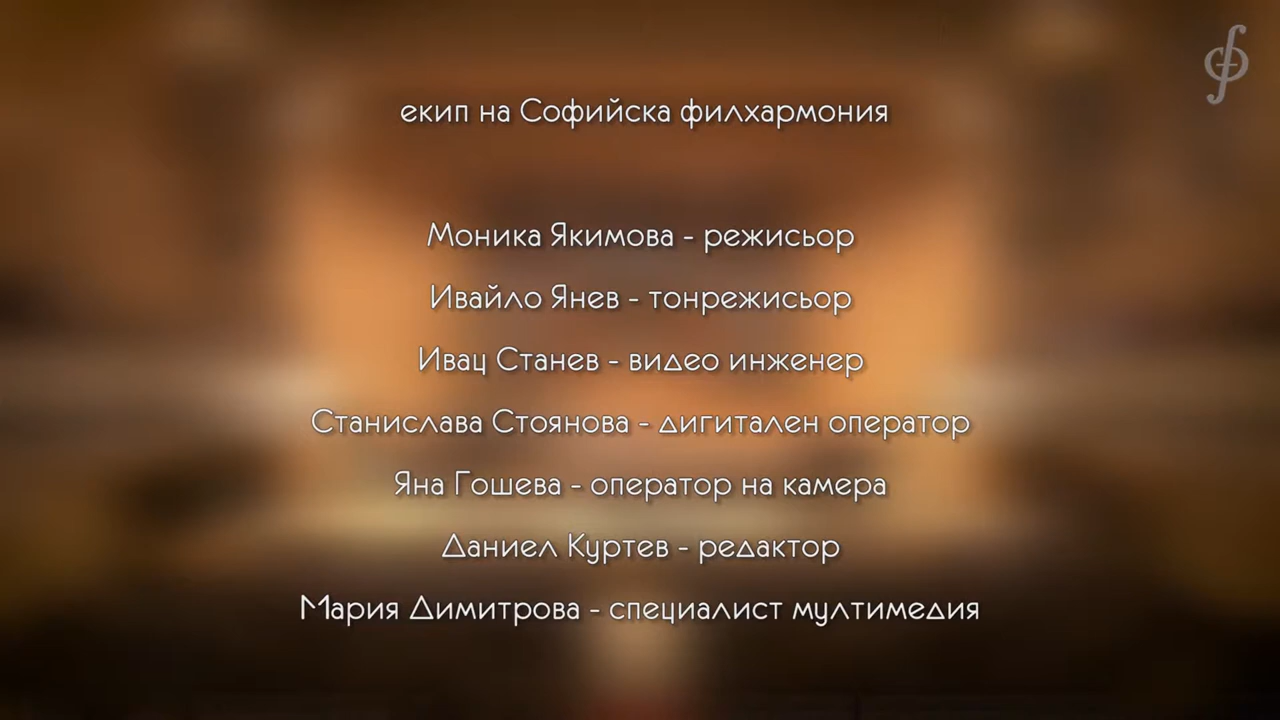 екип на Софийска филхармония
Моника Якимова - режисьор
Ивайло Янев - тонрежисьор
Ивац Станев - видео инженер
Станислава Стоянова - дигитален оператор
Яна Гошева - оператор на камера
Даниел Куртев - редактор
Мария Димитрова - специалист мултимедия